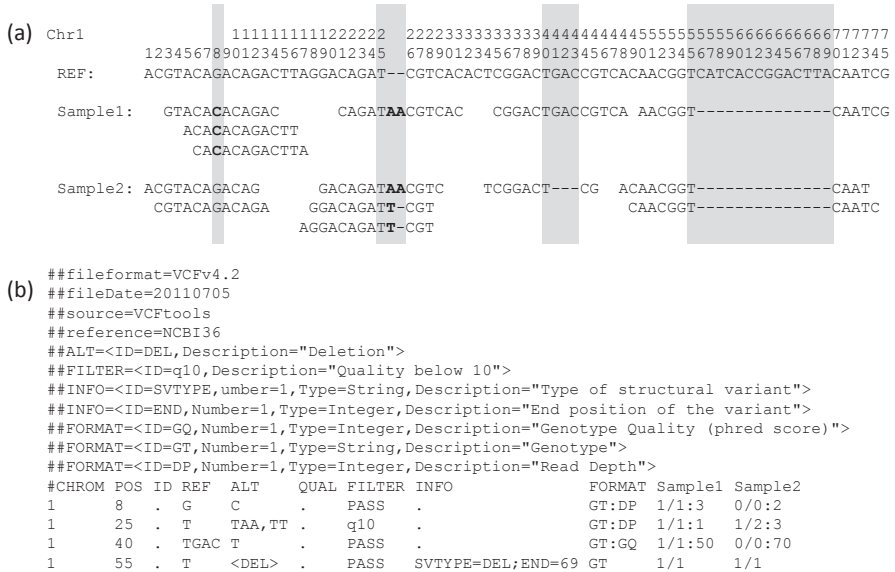 (a) Chr1 1111111111222222 22223333333333444444444455555555556666666666777777
1234567890123456789012345 67890123456789012345678901234567890123456789012345
REF: ACGTACAGACAGACTTAGGACAGAT--CGTCACACTCGGACTGACCGTCACAACGGTCATCACCGGACTTACAATCG
Sample1: GTACACACAGAC CAGATAACGTCAC CGGACTGACCGTCA AACGGT--------------CAATCG
ACACACAGACTT
CACACAGACTTA
Sample2: ACGTACAGACAG GACAGATAACGTC TCGGACT---CG ACAACGGT--------------CAAT
CGTACAGACAGA GGACAGATT-CGT CAACGGT--------------CAATC
AGGACAGATT-CGT
(b) ##fileformat=VCFv4.2
##fileDate=20110705
##source=VCFtools
##reference=NCBI36
##ALT=<ID=DEL,Description="Deletion">
##FILTER=<ID=q10,Description="Quality below 10">
##INFO=<ID=SVTYPE,umber=1,Type=String,Description="Type of structural variant">
##INFO=<ID=END,Number=1,Type=Integer,Description="End position of the variant">
##FORMAT=<ID=GQ,Number=1,Type=Integer,Description="Genotype Quality (phred score)">
##FORMAT=<ID=GT,Number=1,Type=String,Description="Genotype">
##FORMAT=<ID=DP,Number=1,Type=Integer,Description="Read Depth">
#CHROM POS ID REF ALT QUAL FILTER INFO FORMAT Sample1 Sample2
1 8 . G C . PASS . GT:DP 1/1:3 0/0:2
1 25 . T TAA,TT . q10 . GT:DP 1/1:1 1/2:3
1 40 . TGAC T . PASS . GT:GQ 1/1:50 0/0:70
1 55 . T <DEL> . PASS SVTYPE=DEL;END=69 GT 1/1 1/1